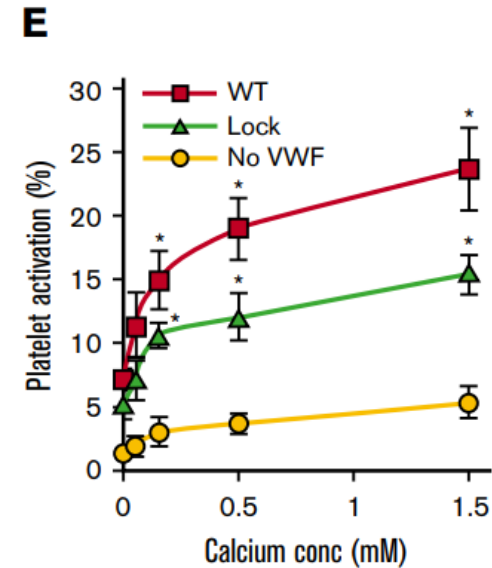 E
WT
Lock
No VWF
Platelet activation (%)
30
25
20
15
10
5
0
*
*
*
*
*
*
0
0.5
1
1.5
Calcium conc (mM)